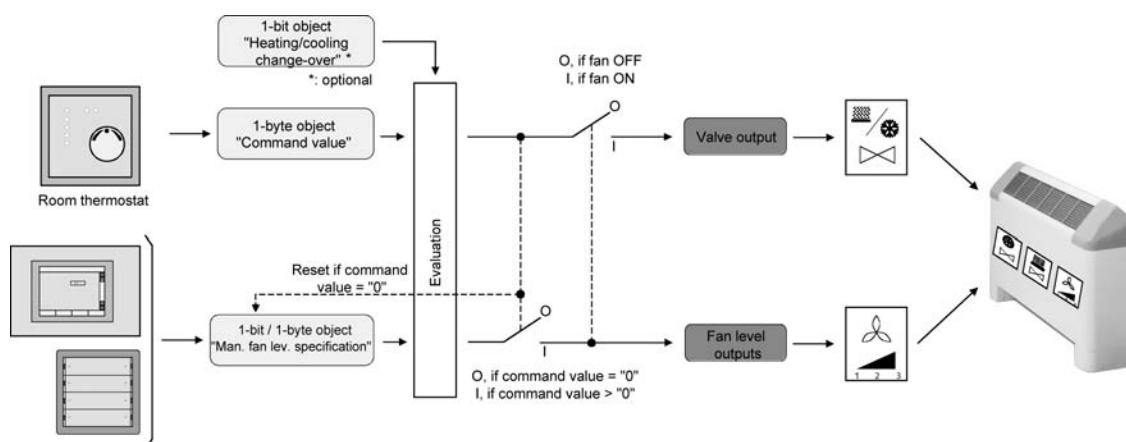 1-bit object
"Heating/cooling
change-over" *
*: optional
O, if fan OFF
I, if fan ON
O
1-byte object
"Command value"
I
Valve output
Room thermostat
Evaluation
Reset if command
value = "0"
O
1-bit / 1-byte object
"Man. fan lev. specification"
I
Fan level
outputs
1 2 3
O, if command value = "0"
I, if command value > "0"